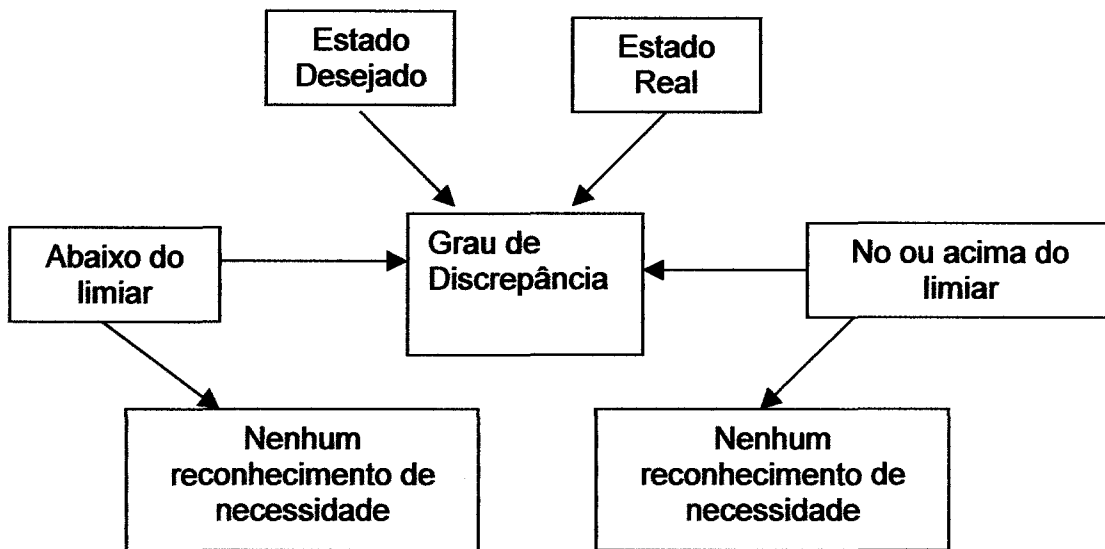 Estado
Desejado
Estado
Real
Abaixo do
limiar
Grau de
Discrepância
No ou acima do
limiar
Nenhum
reconhecimento de
necessidade
Nenhum
reconhecimento de
necessidade